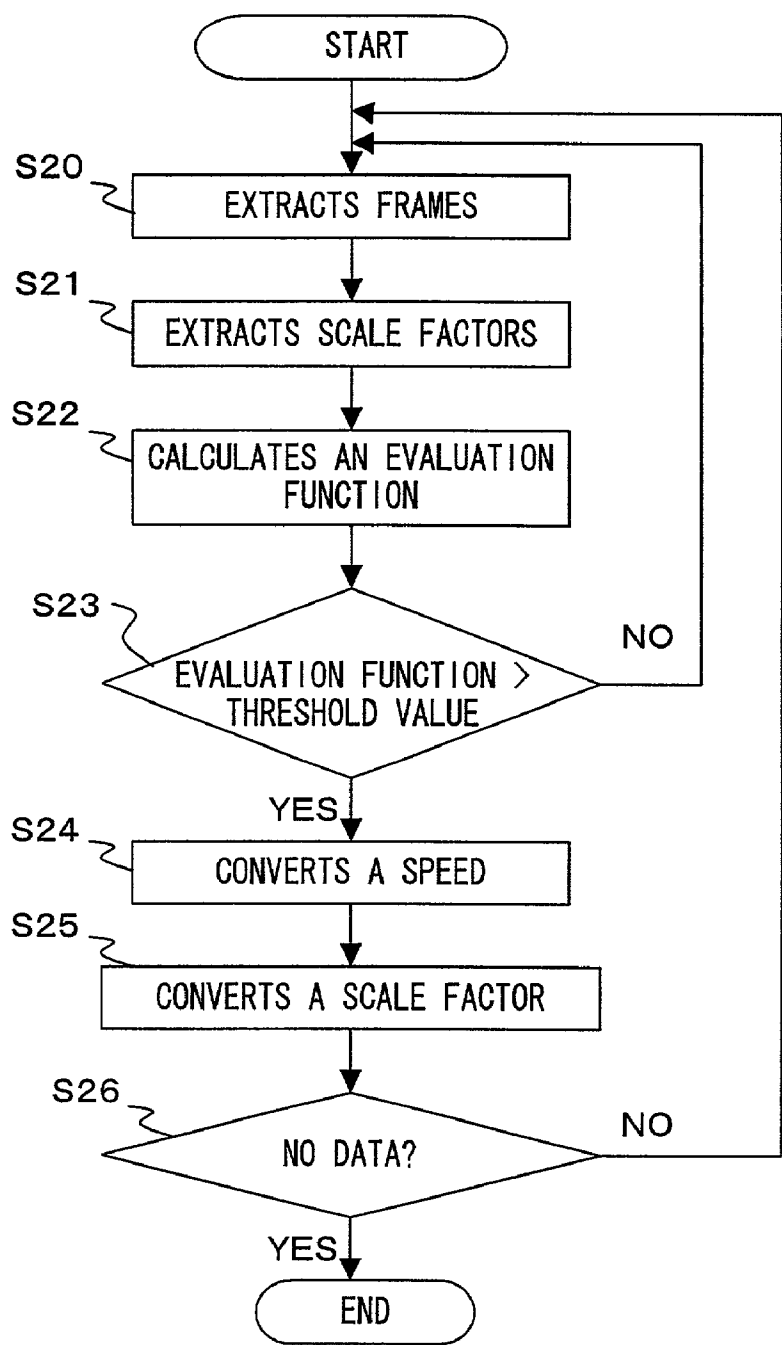 START
S20
EXTRACTS FRAMES
S21
EXTRACTS SCALE FACTORS
S22
CALCULATES AN EVALUATION
FUNCTION
S23
NO
EVALUATION FUNCTION >
THRESHOLD VALUE
YES
S24
CONVERTS A SPEED
S25
CONVERTS A SCALE FACTOR
S26
NO
NO DATA?
YES
END